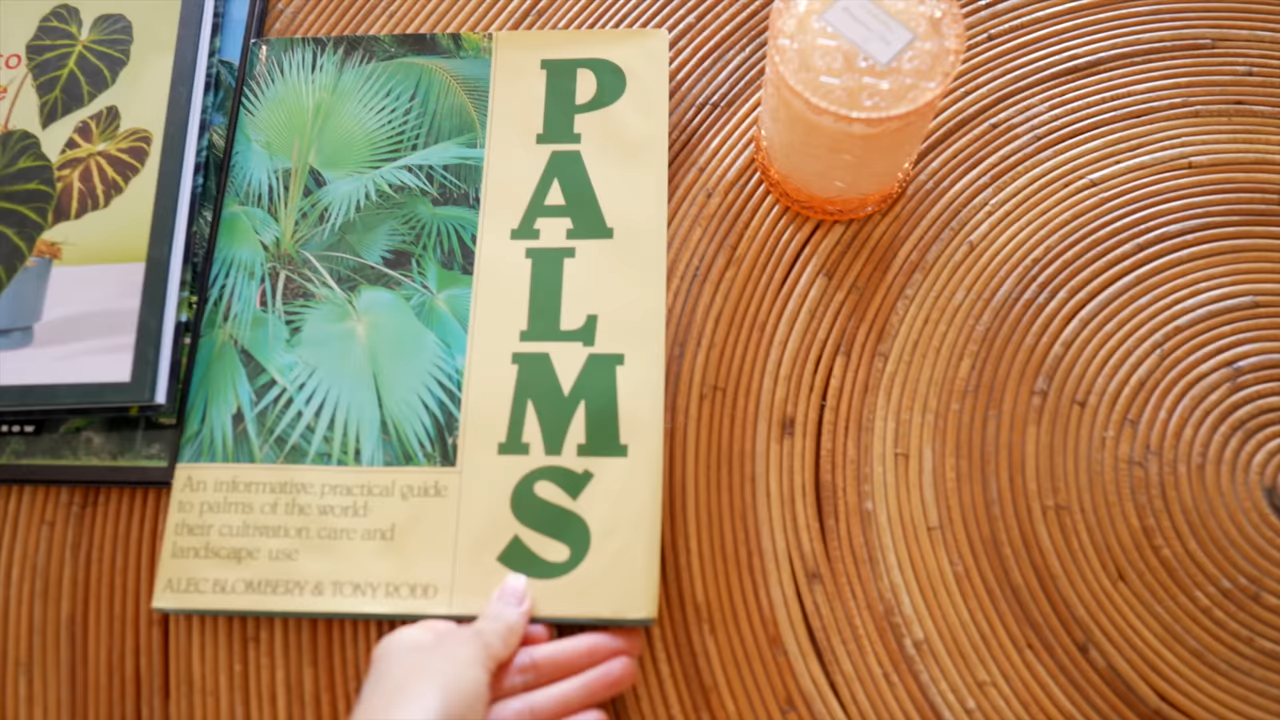 PALMS
An informative, practical guide
to palms of the world
their cultivation, care and
landscape use
ALEC BLOMBERY & TONY RODD